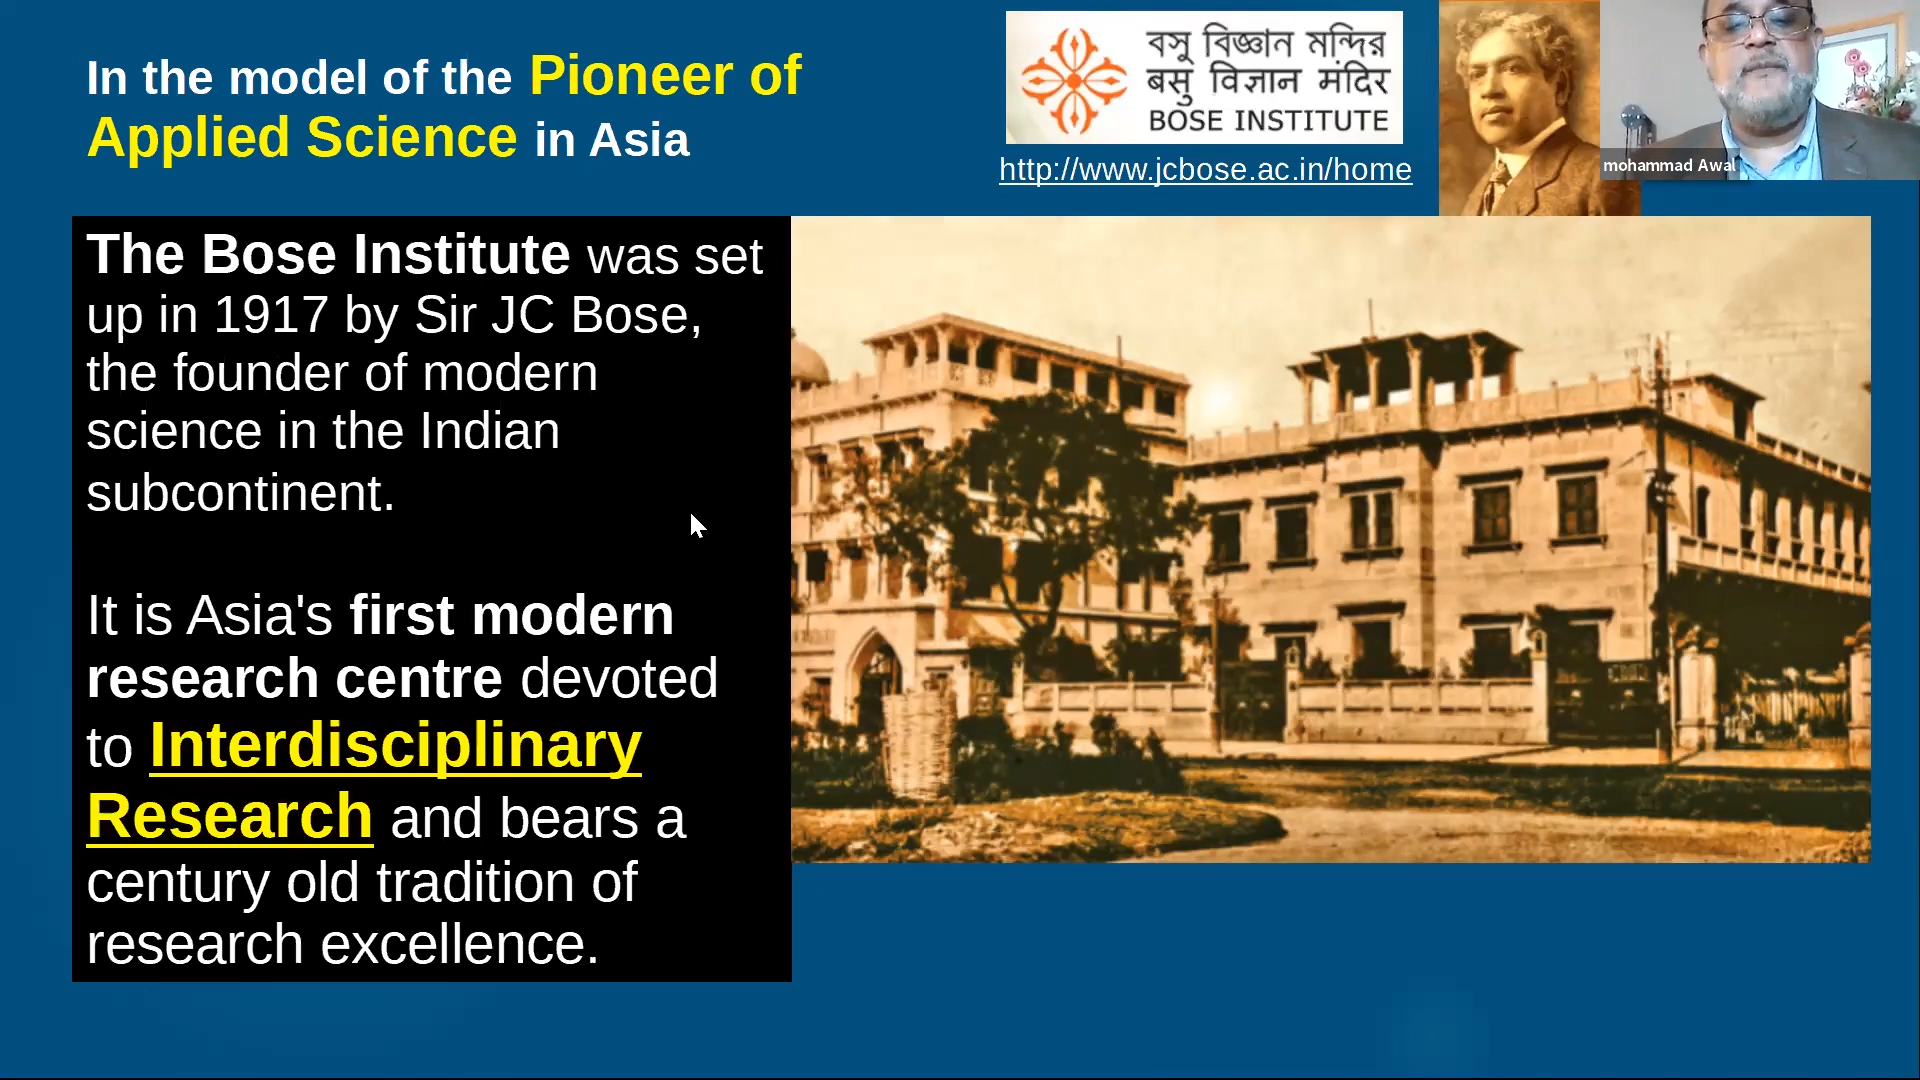 In the model of the Pioneer of
Applied Science in Asia
বসু বিজ্ঞান মন্দির
बसु विज्ञान मंदिर
BOSE INSTITUTE
http://www.jcbose.ac.in/home
mohammad Awal
The Bose Institute was set
up in 1917 by Sir JC Bose,
the founder of modern
science in the Indian
subcontinent.
It is Asia's first modern
research centre devoted
to Interdisciplinary
Research and bears a
century old tradition of
research excellence.